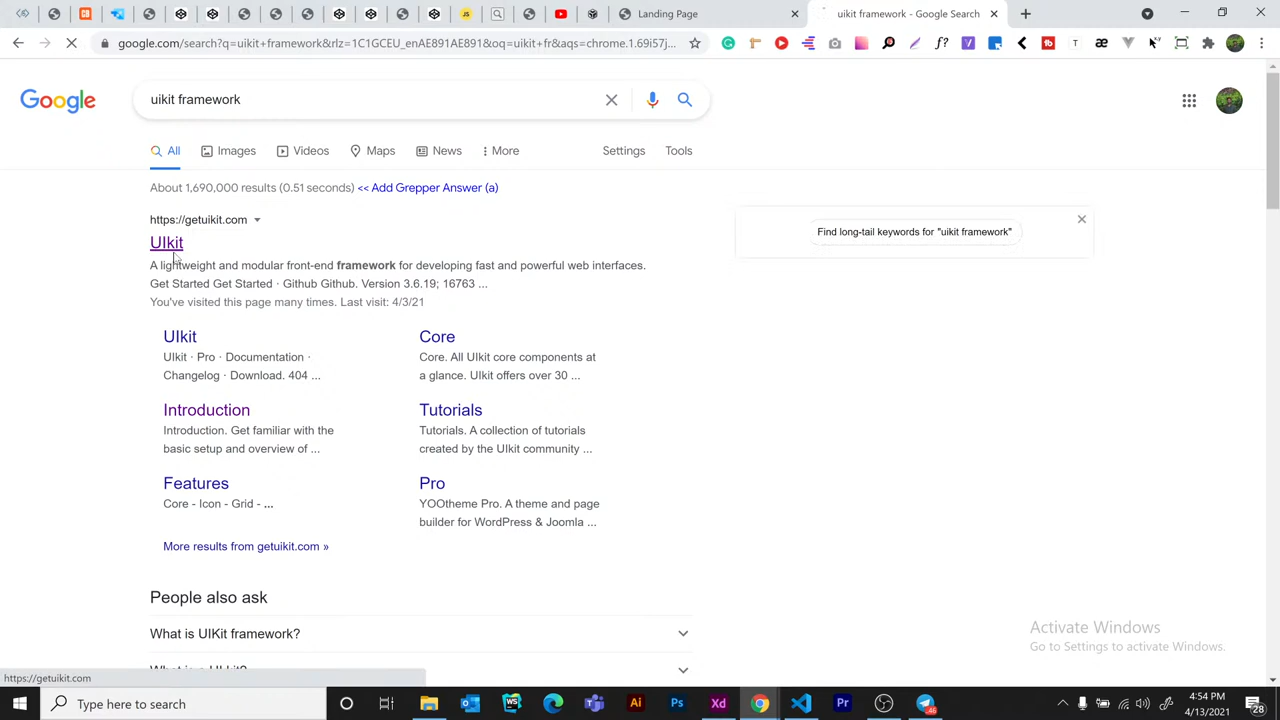 Landing Page
uikit framework - Google Search
google.com/search?q=uikit+framework&rlz=1C1GCEU_enAE891AE891&oq=uikit+fr&aqs=chrome.1.69i57j...
Google
uikit framework
All
Images
Videos
Maps
News
More
Settings
Tools
About 1,690,000 results (0.51 seconds) << Add Grepper Answer (a)
https://getuikit.com
UIkit
A lightweight and modular front-end framework for developing fast and powerful web interfaces.
Get Started Get Started · Github Github. Version 3.6.19; 16763 ...
You've visited this page many times. Last visit: 4/3/21
Find long-tail keywords for "uikit framework"
UIkit
UIkit · Pro · Documentation ·
Changelog · Download. 404 ...
Core
Core. All UIkit core components at
a glance. UIkit offers over 30 ...
Introduction
Introduction. Get familiar with the
basic setup and overview of ...
Tutorials
Tutorials. A collection of tutorials
created by the UIkit community ...
Features
Core - Icon - Grid - ...
Pro
YOOtheme Pro. A theme and page
builder for WordPress & Joomla ...
More results from getuikit.com »
People also ask
What is UIKit framework?
Activate Windows
Go to Settings to activate Windows.
https://getuikit.com
Type here to search
4:54 PM
4/13/2021
28